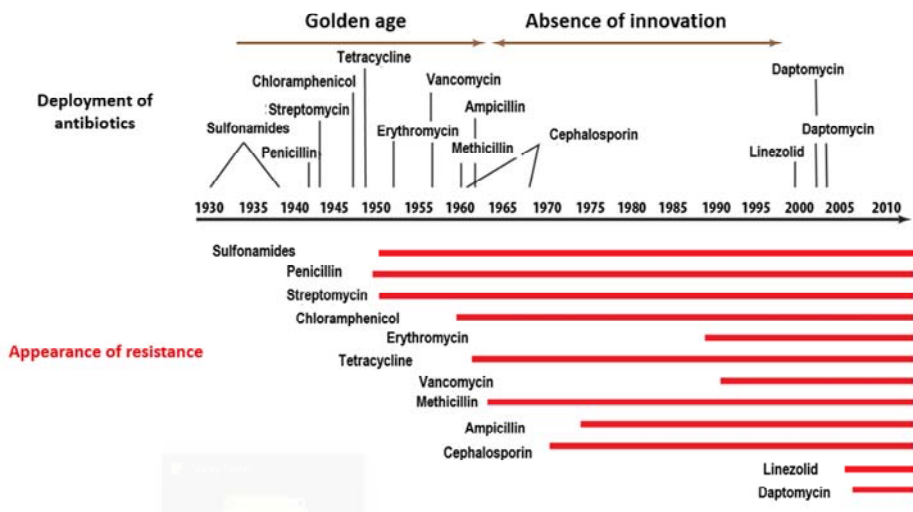 Golden age
Absence of innovation
Deployment of
antibiotics
Tetracycline
Chloramphenicol
Vancomycin
Daptomycin
Streptomycin
Ampicillin
Sulfonamides
Erythromycin
Cephalosporin
Daptomycin
Penicillin
Methicillin
Linezolid
1930 1935 1940 1945 1950 1955 1960 1965 1970 1975 1980 1985 1990 1995 2000 2005 2010
Sulfonamides
Penicillin
Streptomycin
Chloramphenicol
Erythromycin
Appearance of resistance
Tetracycline
Vancomycin
Methicillin
Ampicillin
Cephalosporin
Linezolid
Daptomycin